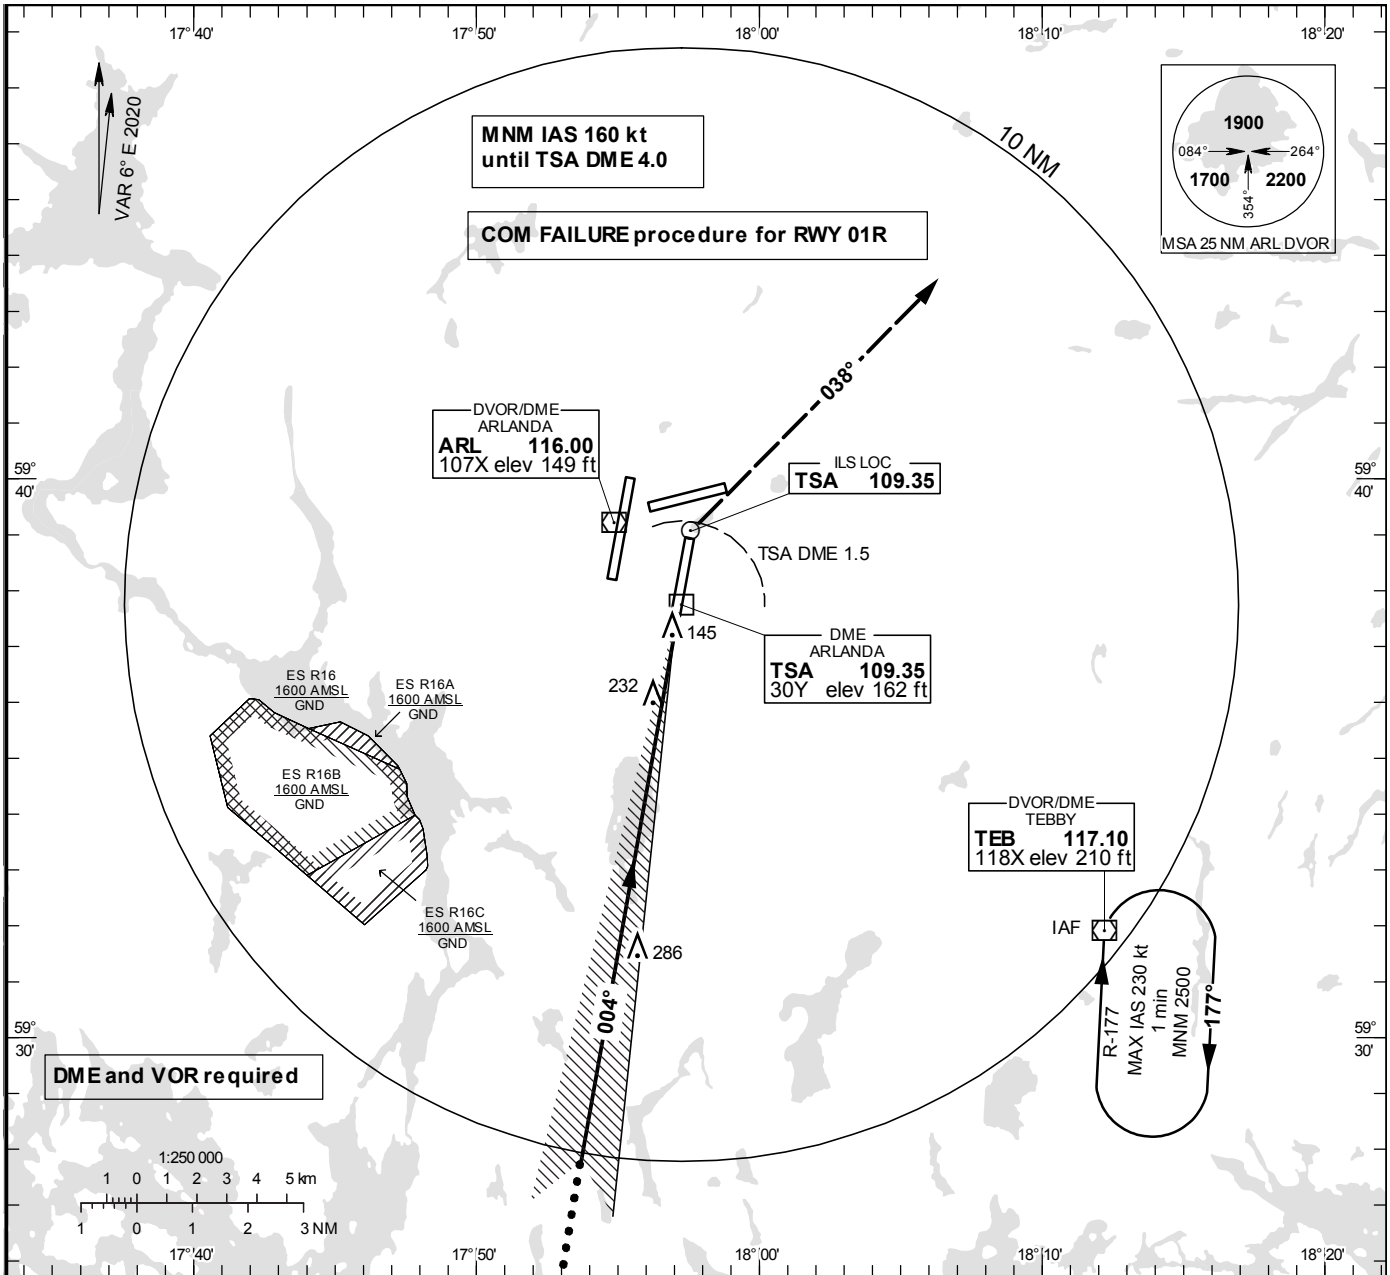 17°40'
17°50'
18°00'
18°10'
18°20'
VAR 6° E 2020
MNM IAS 160 kt
until TSA DME 4.0
COM FAILURE procedure for RWY 01R
10 NM
1900
084°
264°
1700
2200
354°
MSA 25 NM ARL DVOR
038°
DVOR/DME
ARLANDA
ARL 116.00
107X elev 149 ft
ILS LOC
TSA 109.35
59°
40'
59°
40'
TSA DME 1.5
145
DME
ARLANDA
TSA 109.35
30Y elev 162 ft
232
ES R16
1600 AMSL
GND
ES R16A
1600 AMSL
GND
ES R16B
1600 AMSL
GND
ES R16C
1600 AMSL
GND
DVOR/DME
TEBBY
TEB 117.10
118X elev 210 ft
IAF
286
004°
R-177
MAX IAS 230 kt
1 min
MNM 2500
177°
59°
30'
59°
30'
DME and VOR required
1:250 000
1 0 1 2 3 4 5 km
1 0 1 2 3 NM
17°40'
17°50'
18°00'
18°10'
18°20'